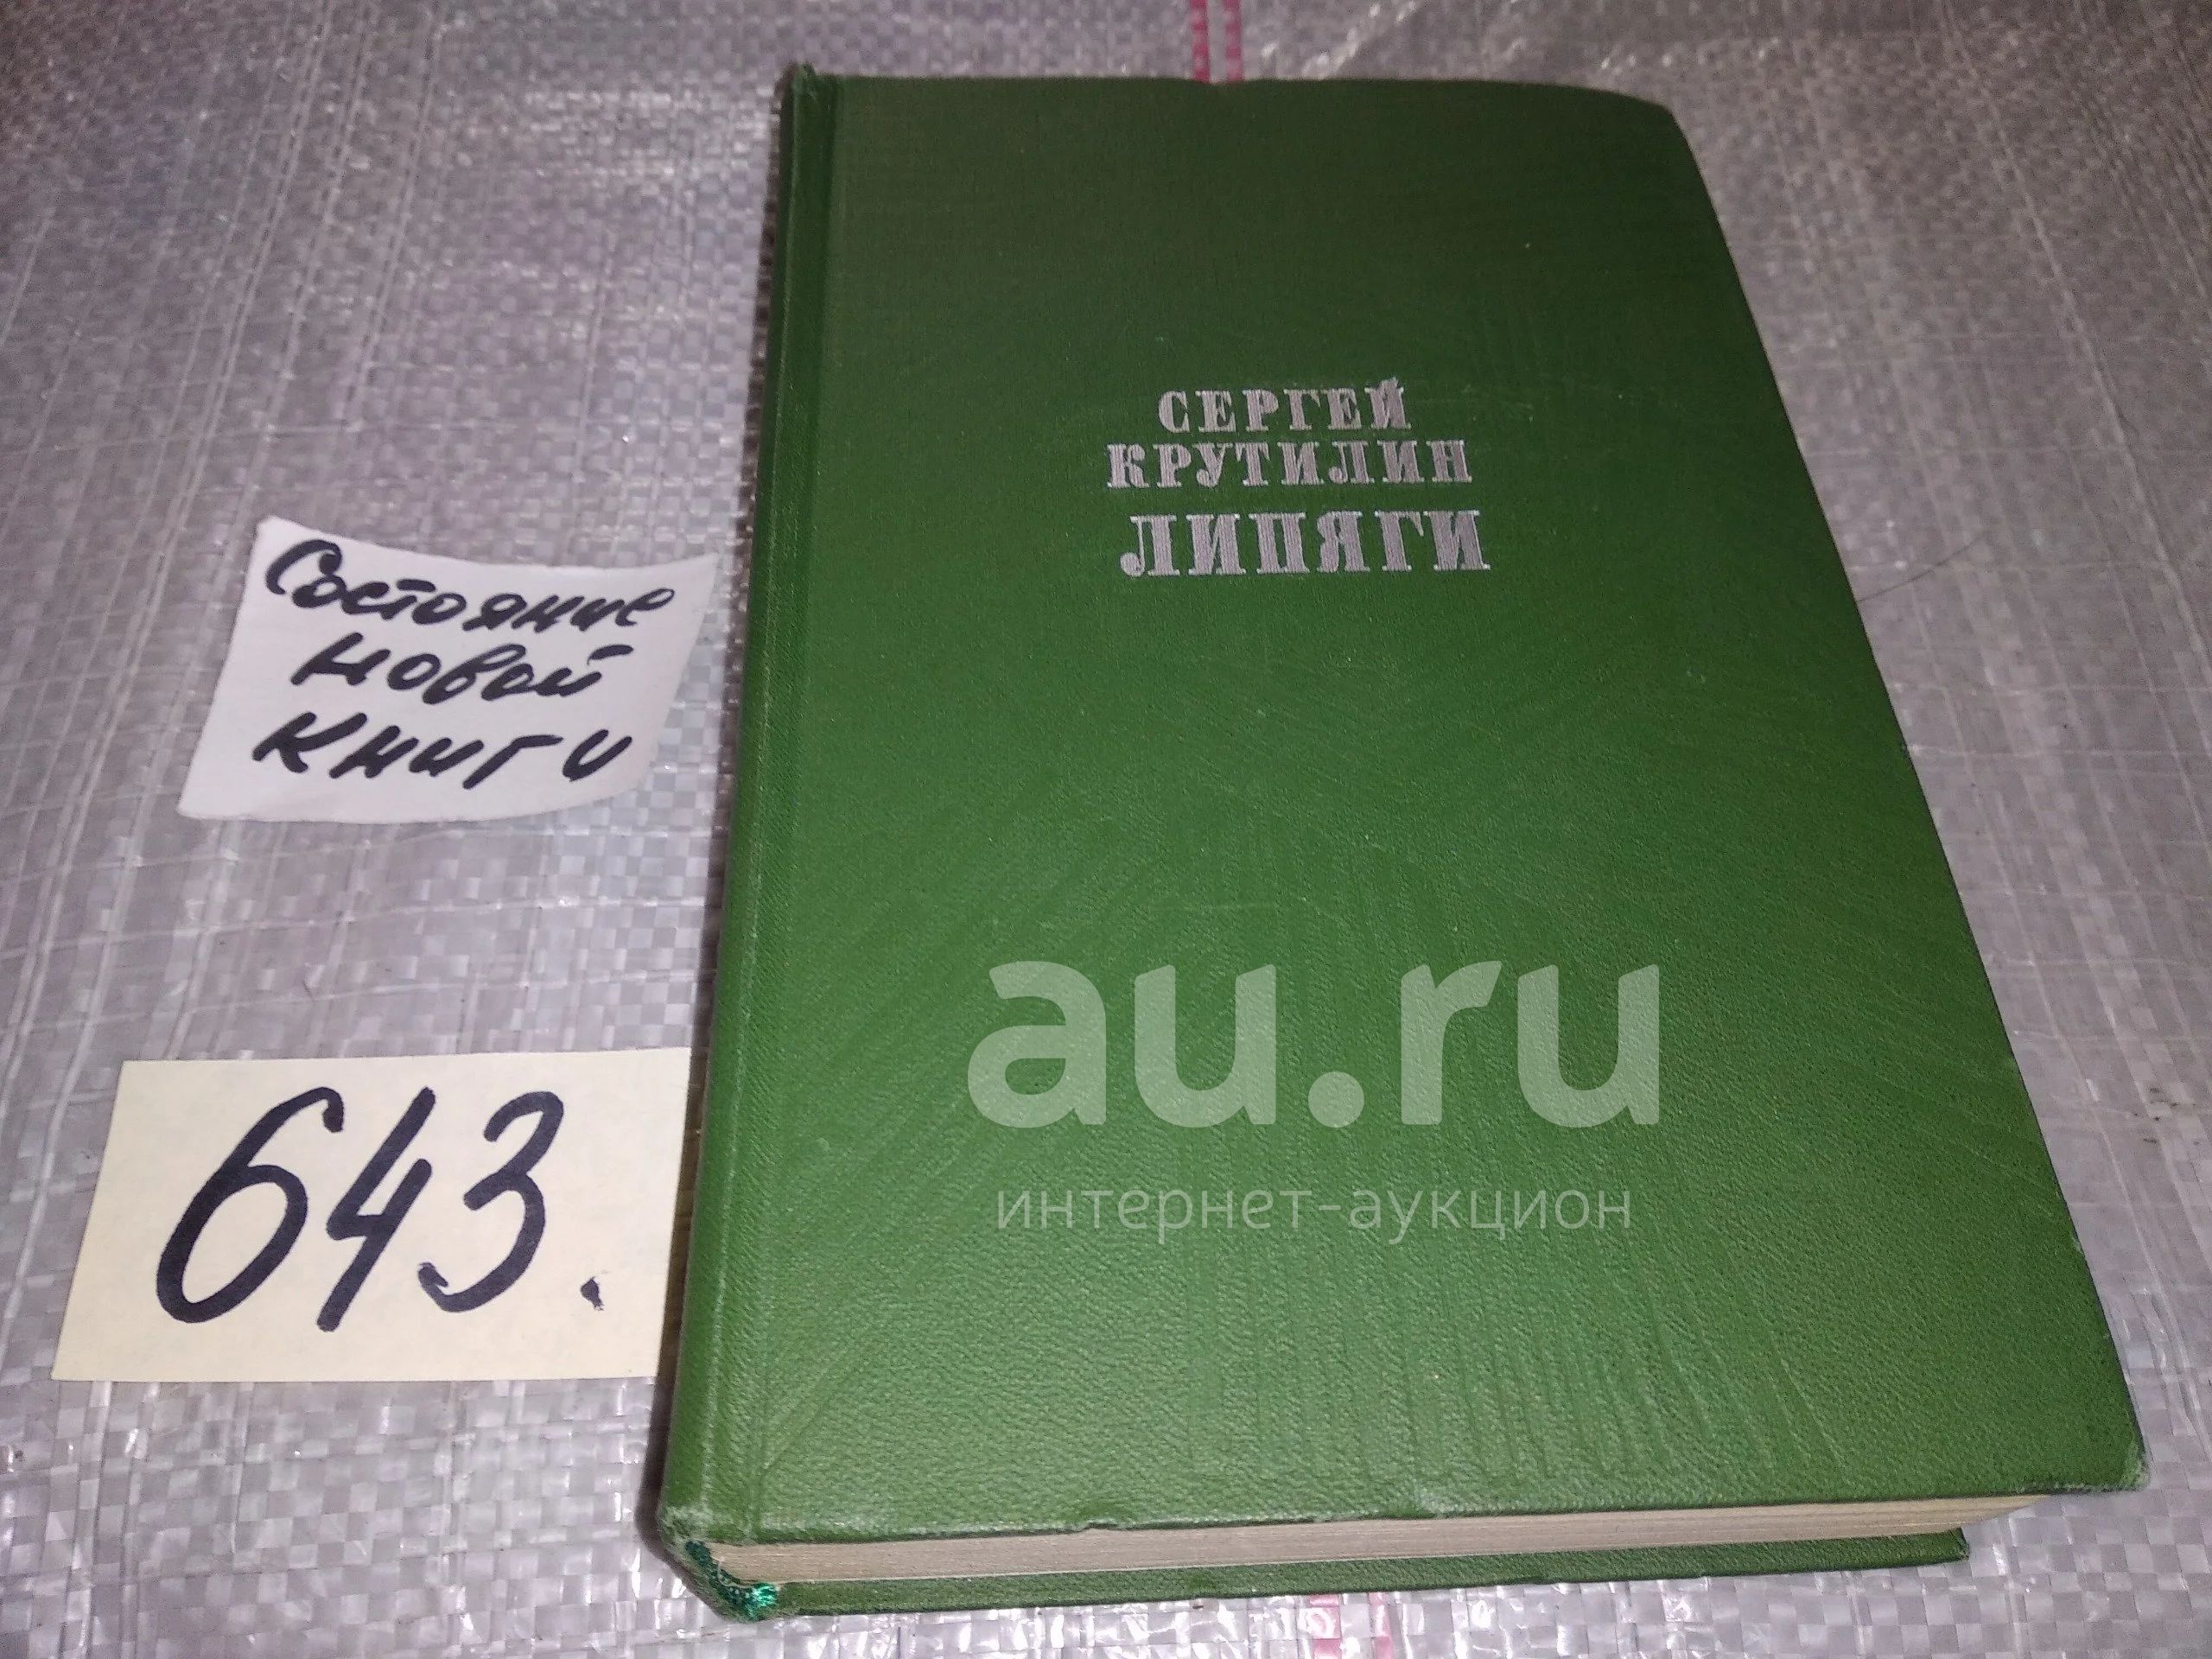 СЕРГЕЙ
КРУТИЛИН
ЛИПЯГИ
Состояние
новой
книги
643.
au.ru
интернет-аукцион